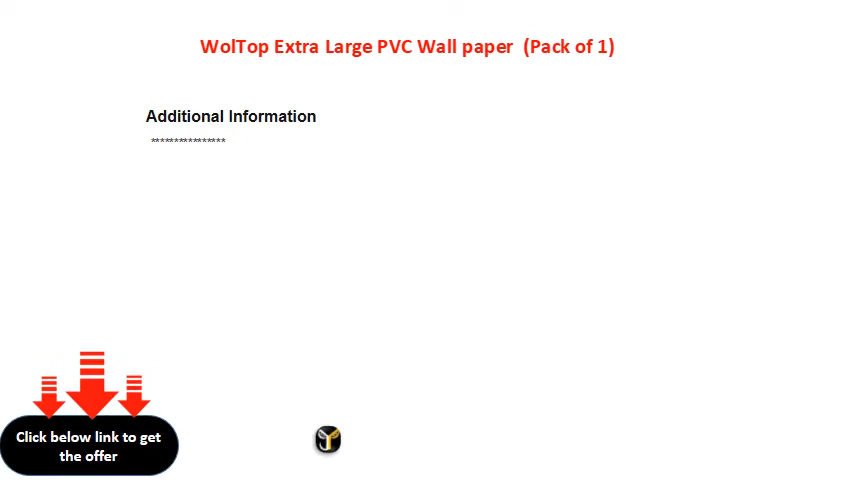 WolTop Extra Large PVC Wall paper (Pack of 1)
Additional Information
****************
Click below link to get
the offer